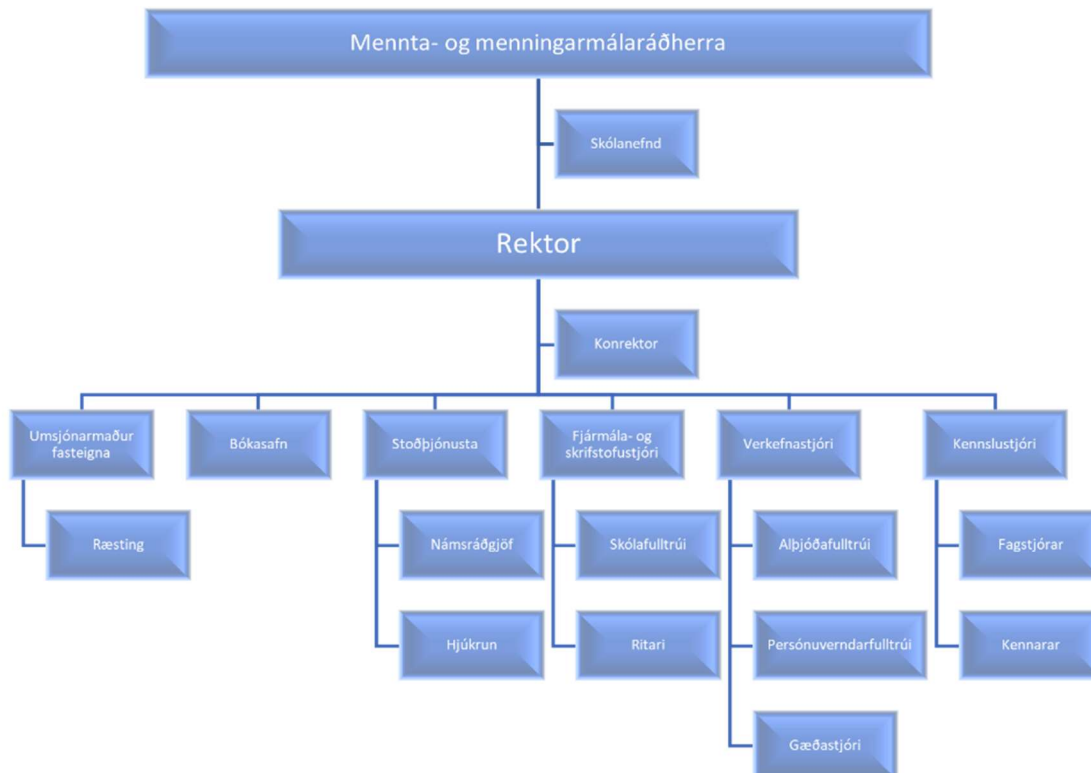 Mennta- og menningarmálaráðherra
Skólanefnd
Rektor
Konrektor
Umsjónarmaður
fasteigna
Bókasafn
Stoðþjónusta
Fjármála- og
skrifstofustjóri
Verkefnastjóri
Kennslustjóri
Ræsting
Námsráðgjöf
Skólafulltrúi
Alþjóðafulltrúi
Fagstjórar
Hjúkrun
Ritari
Persónuverndarfulltrúi
Kennarar
Gæðastjóri